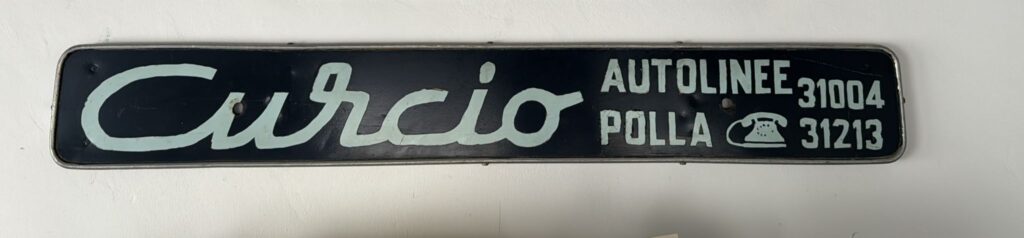 Curcio
AUTOLINEE 31004
POLLA 31213